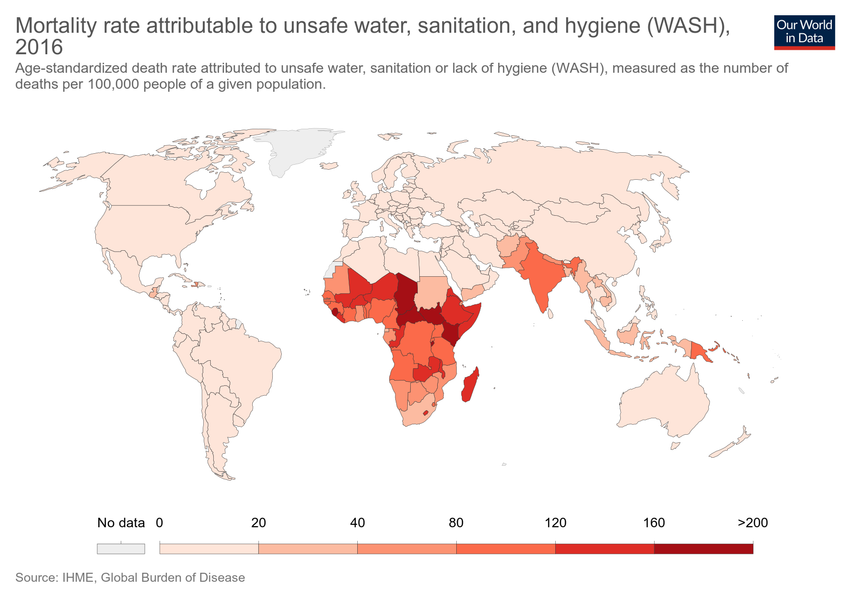 Mortality rate attributable to unsafe water, sanitation, and hygiene (WASH),
2016
Our World
in Data
Age-standardized death rate attributed to unsafe water, sanitation or lack of hygiene (WASH), measured as the number of
deaths per 100,000 people of a given population.
No data 0 20 40 80 120 160 >200
Source: IHME, Global Burden of Disease